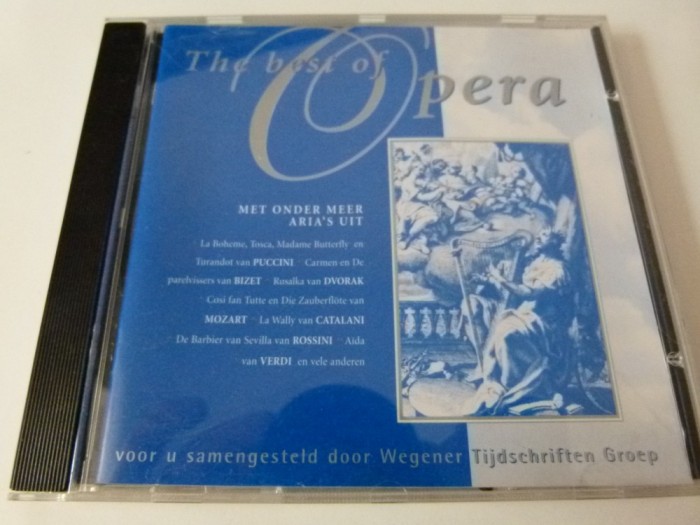 The best of Opera
MET ONDER MEER
ARIA'S UIT
La Boheme, Tosca, Madame Butterfly en
Turandot van PUCCINI - Carmen en De
parelvissers van BIZET - Rusalka van DVORAK
- Cosi fan Tutte en Die Zauberflöte van
MOZART - La Wally van CATALANI
De Barbier van Sevilla van ROSSINI - Aida
van VERDI en vele anderen
voor u samengesteld door Wegener Tijdschriften Groep